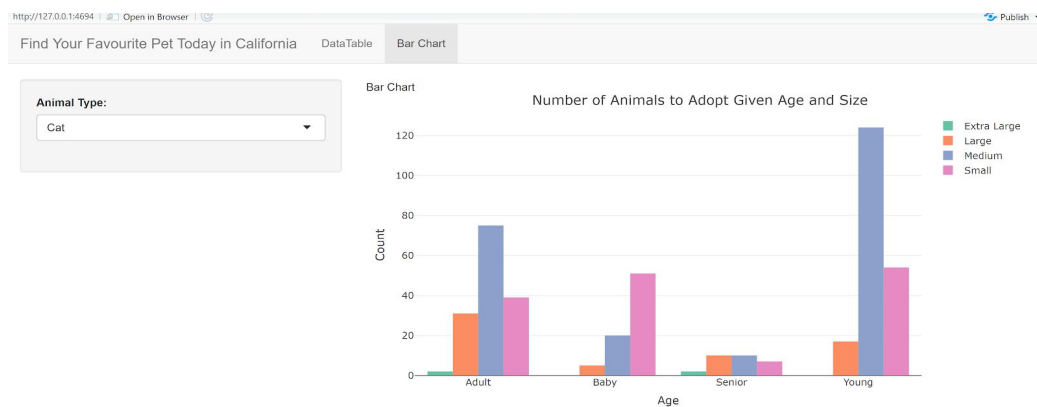 http://127.0.0.1:4694 Open in Browser Publish
Find Your Favourite Pet Today in California DataTable Bar Chart
Animal Type:
Cat
Bar Chart
Number of Animals to Adopt Given Age and Size
Extra Large
Large
Medium
Small
120
100
80
60
40
20
0
Count
Adult Baby Senior Young
Age